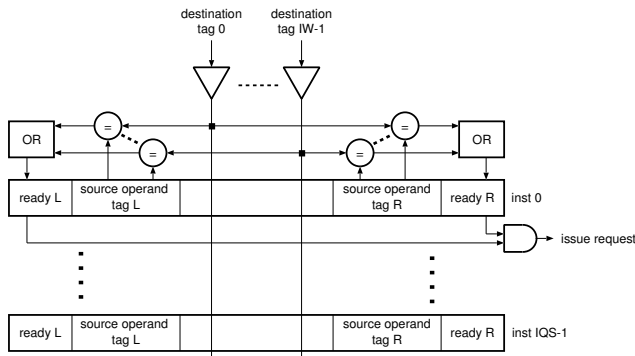 destination
tag 0
destination
tag IW-1
OR
=
=
=
=
OR
ready L
source operand
tag L
source operand
tag R
ready R
inst 0
issue request
ready L
source operand
tag L
source operand
tag R
ready R
inst IQS-1